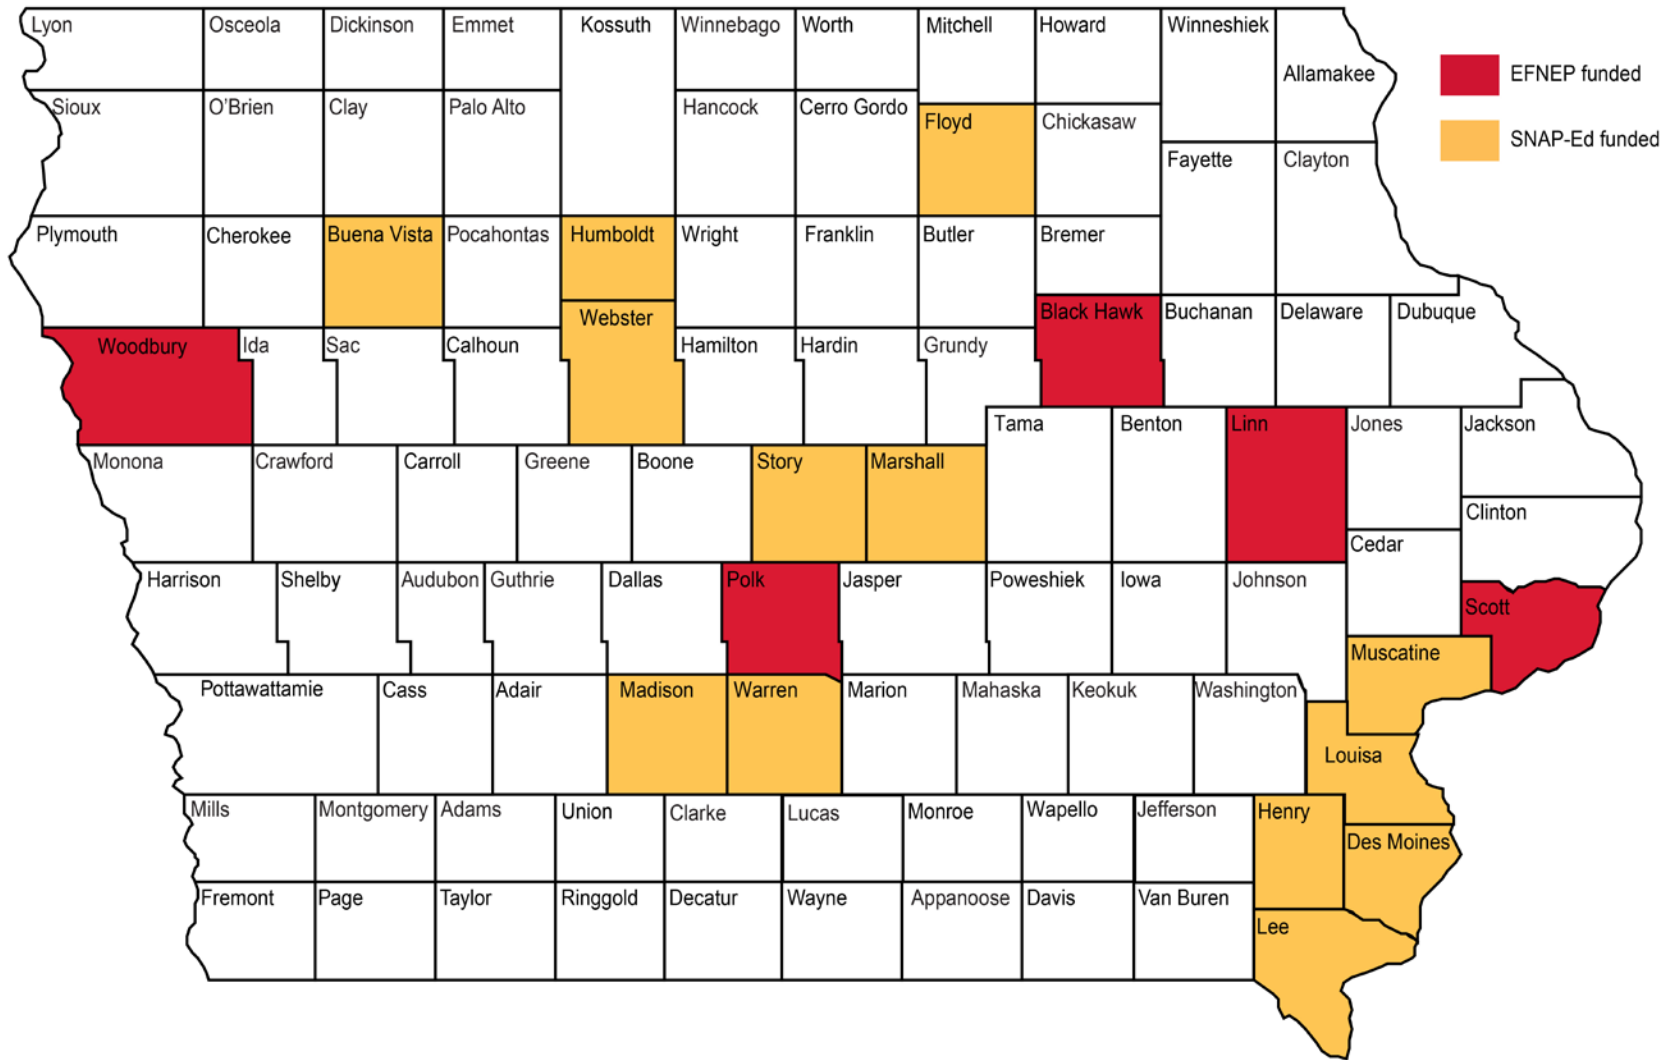 Lyon
Osceola
Dickinson
Emmet
Kossuth
Winnebago
Worth
Mitchell
Howard
Winneshiek
Allamakee
EFNEP funded
SNAP-Ed funded
Sioux
O'Brien
Clay
Palo Alto
Hancock
Cerro Gordo
Floyd
Chickasaw
Fayette
Clayton
Plymouth
Cherokee
Buena Vista
Pocahontas
Humboldt
Wright
Franklin
Butler
Bremer
Webster
Black Hawk
Buchanan
Delaware
Dubuque
Woodbury
Ida
Sac
Calhoun
Hamilton
Hardin
Grundy
Tama
Benton
Linn
Jones
Jackson
Monona
Crawford
Carroll
Greene
Boone
Story
Marshall
Clinton
Cedar
Harrison
Shelby
Audubon
Guthrie
Dallas
Polk
Jasper
Poweshiek
Iowa
Johnson
Scott
Muscatine
Pottawattamie
Cass
Adair
Madison
Warren
Marion
Mahaska
Keokuk
Washington
Louisa
Mills
Montgomery
Adams
Union
Clarke
Lucas
Monroe
Wapello
Jefferson
Henry
Des Moines
Fremont
Page
Taylor
Ringgold
Decatur
Wayne
Appanoose
Davis
Van Buren
Lee